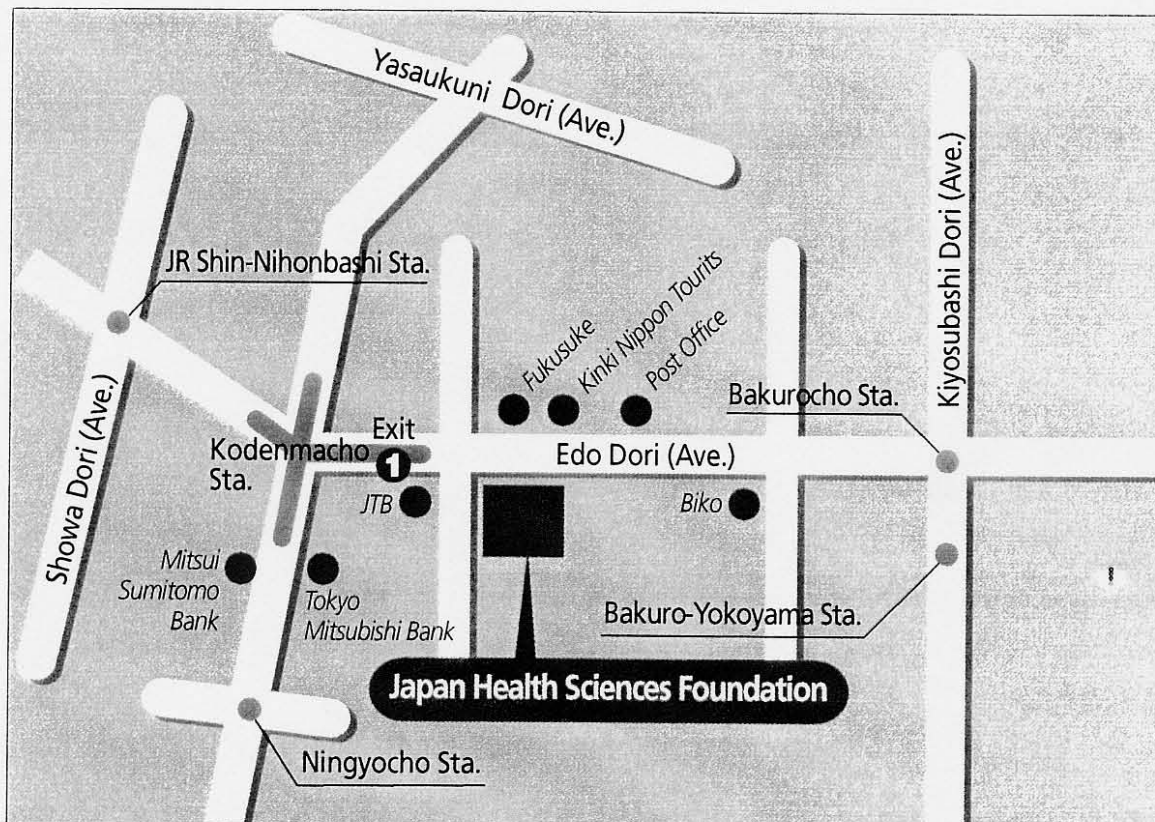 Yasaukuni Dori (Ave.)
Kiyosubashi Dori (Ave.)
JR Shin-Nihonbashi Sta.
Showa Dori (Ave.)
Fukusuke
Kinki Nippon Tourits
Post Office
Bakurocho Sta.
Exit
1
Kodenmacho
Sta.
Edo Dori (Ave.)
JTB
Biko
Mitsui
Sumitomo
Bank
Tokyo
Mitsubishi Bank
Bakuro-Yokoyama Sta.
Japan Health Sciences Foundation
Ningyocho Sta.